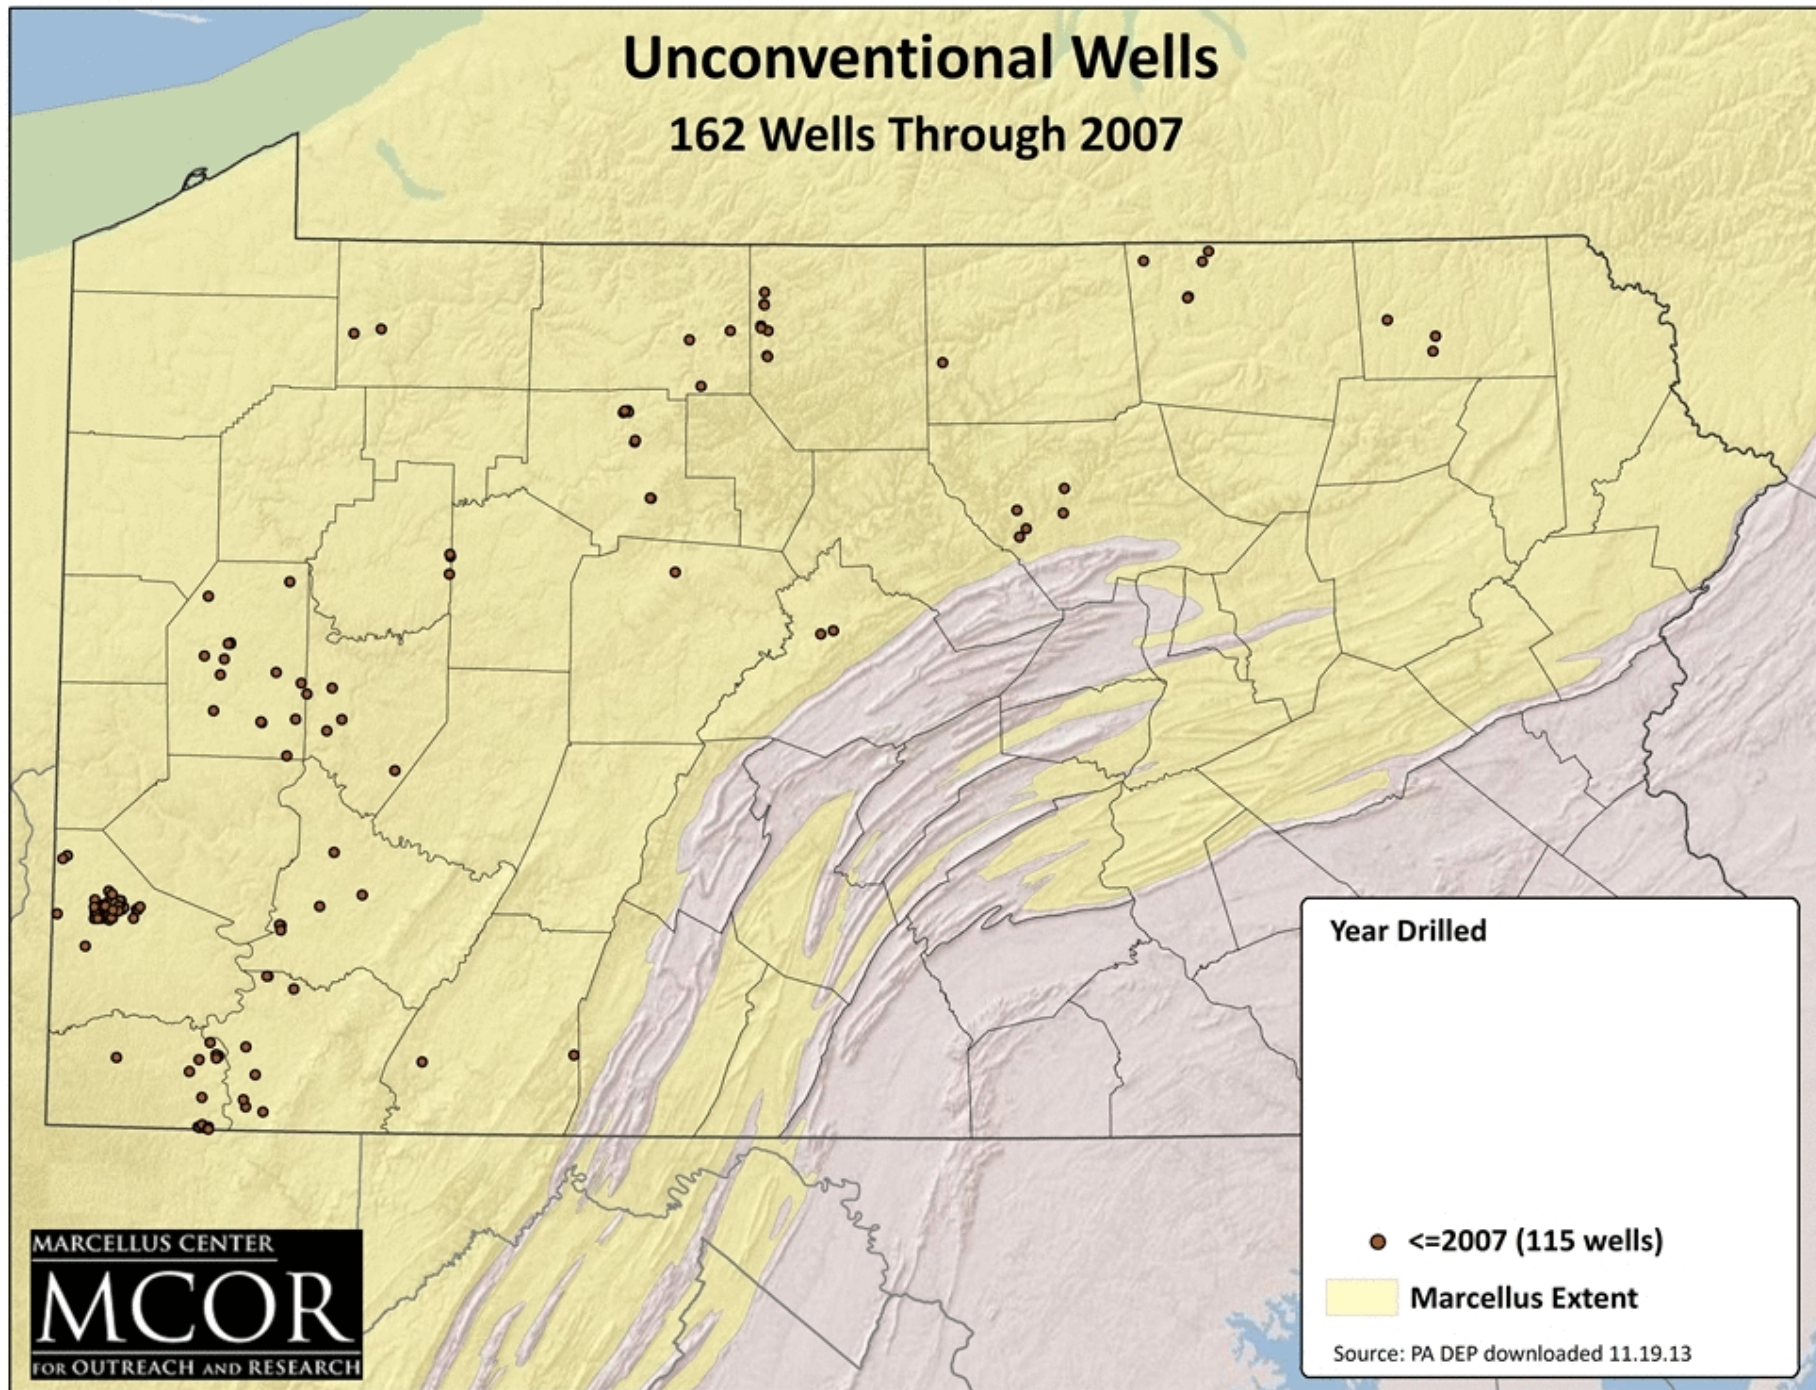 Unconventional Wells
162 Wells Through 2007
Year Drilled
<=2007 (115 wells)
Marcellus Extent
Source: PA DEP downloaded 11.19.13
MARCELLUS CENTER
MCOR
FOR OUTREACH AND RESEARCH